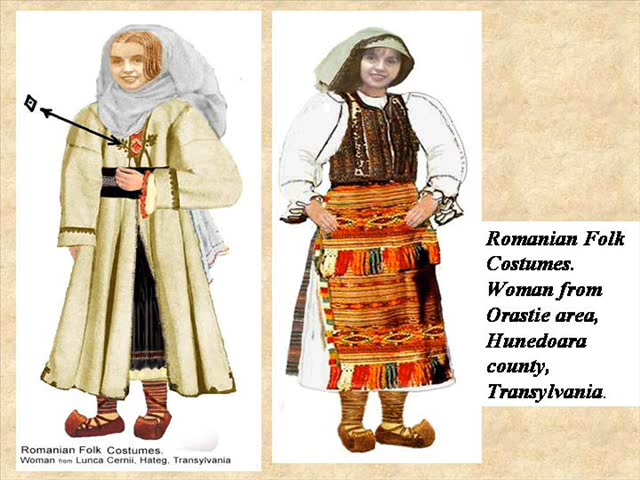 Romanian Folk Costumes.
Woman from Lunca Cernii, Hateg, Transylvania
Romanian Folk
Costumes.
Woman from
Orastie area,
Hunedoara
county,
Transylvania.